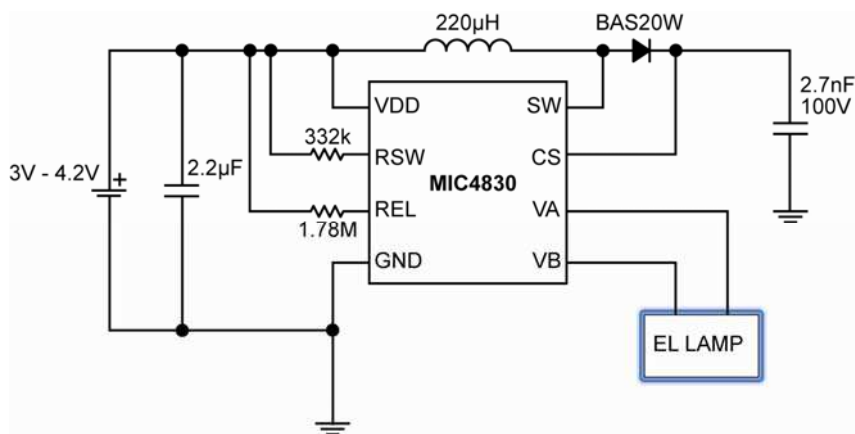 220µH
BAS20W
2.7nF
100V
VDD
SW
332k
RSW
CS
3V - 4.2V
+
2.2µF
MIC4830
REL
VA
1.78M
GND
VB
EL LAMP